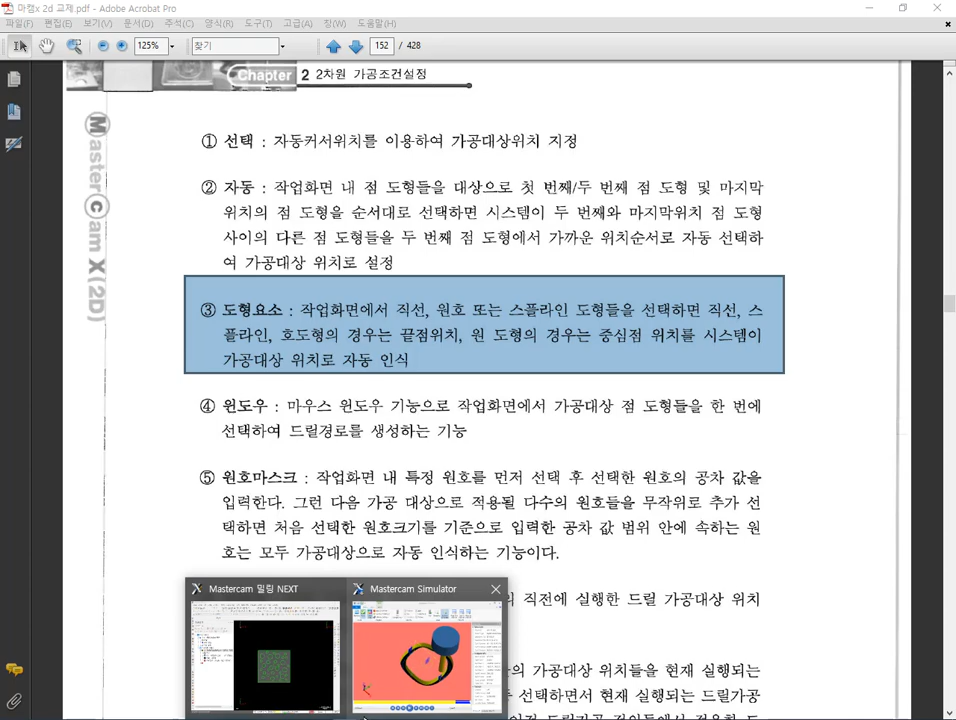 마캠x 2d 교제.pdf - Adobe Acrobat Pro
파일(F) 편집(E) 보기(V) 문서(D) 주석(C) 양식(R) 도구(T) 고급(A) 창(W) 도움말(H)
125% 찾기 152 / 428
Chapter 2 2차원 가공조건설정
Mastercam X(2D)
① 선택 : 자동커서위치를 이용하여 가공대상위치 지정
② 자동 : 작업화면 내 점 도형들을 대상으로 첫 번째/두 번째 점 도형 및 마지막
위치의 점 도형을 순서대로 선택하면 시스템이 두 번째와 마지막위치 점 도형
사이의 다른 점 도형들을 두 번째 점 도형에서 가까운 위치순서로 자동 선택하
여 가공대상 위치로 설정
③ 도형요소 : 작업화면에서 직선, 원호 또는 스플라인 도형들을 선택하면 직선, 스
플라인, 호도형의 경우는 끝점위치, 원 도형의 경우는 중심점 위치를 시스템이
가공대상 위치로 자동 인식
④ 윈도우 : 마우스 윈도우 기능으로 작업화면에서 가공대상 점 도형들을 한 번에
선택하여 드릴경로를 생성하는 기능
⑤ 원호마스크 : 작업화면 내 특정 원호를 먼저 선택 후 선택한 원호의 공차 값을
입력한다. 그런 다음 가공 대상으로 적용될 다수의 원호들을 무작위로 추가 선
택하면 처음 선택한 원호크기를 기준으로 입력한 공차 값 범위 안에 속하는 원
호는 모두 가공대상으로 자동 인식하는 기능이다.
Mastercam 밀링 NEXT Mastercam Simulator
직전에 실행한 드릴 가공대상 위치
의 가공대상 위치들을 현재 실행되는
선택하면서 현재 실행되는 드릴가공